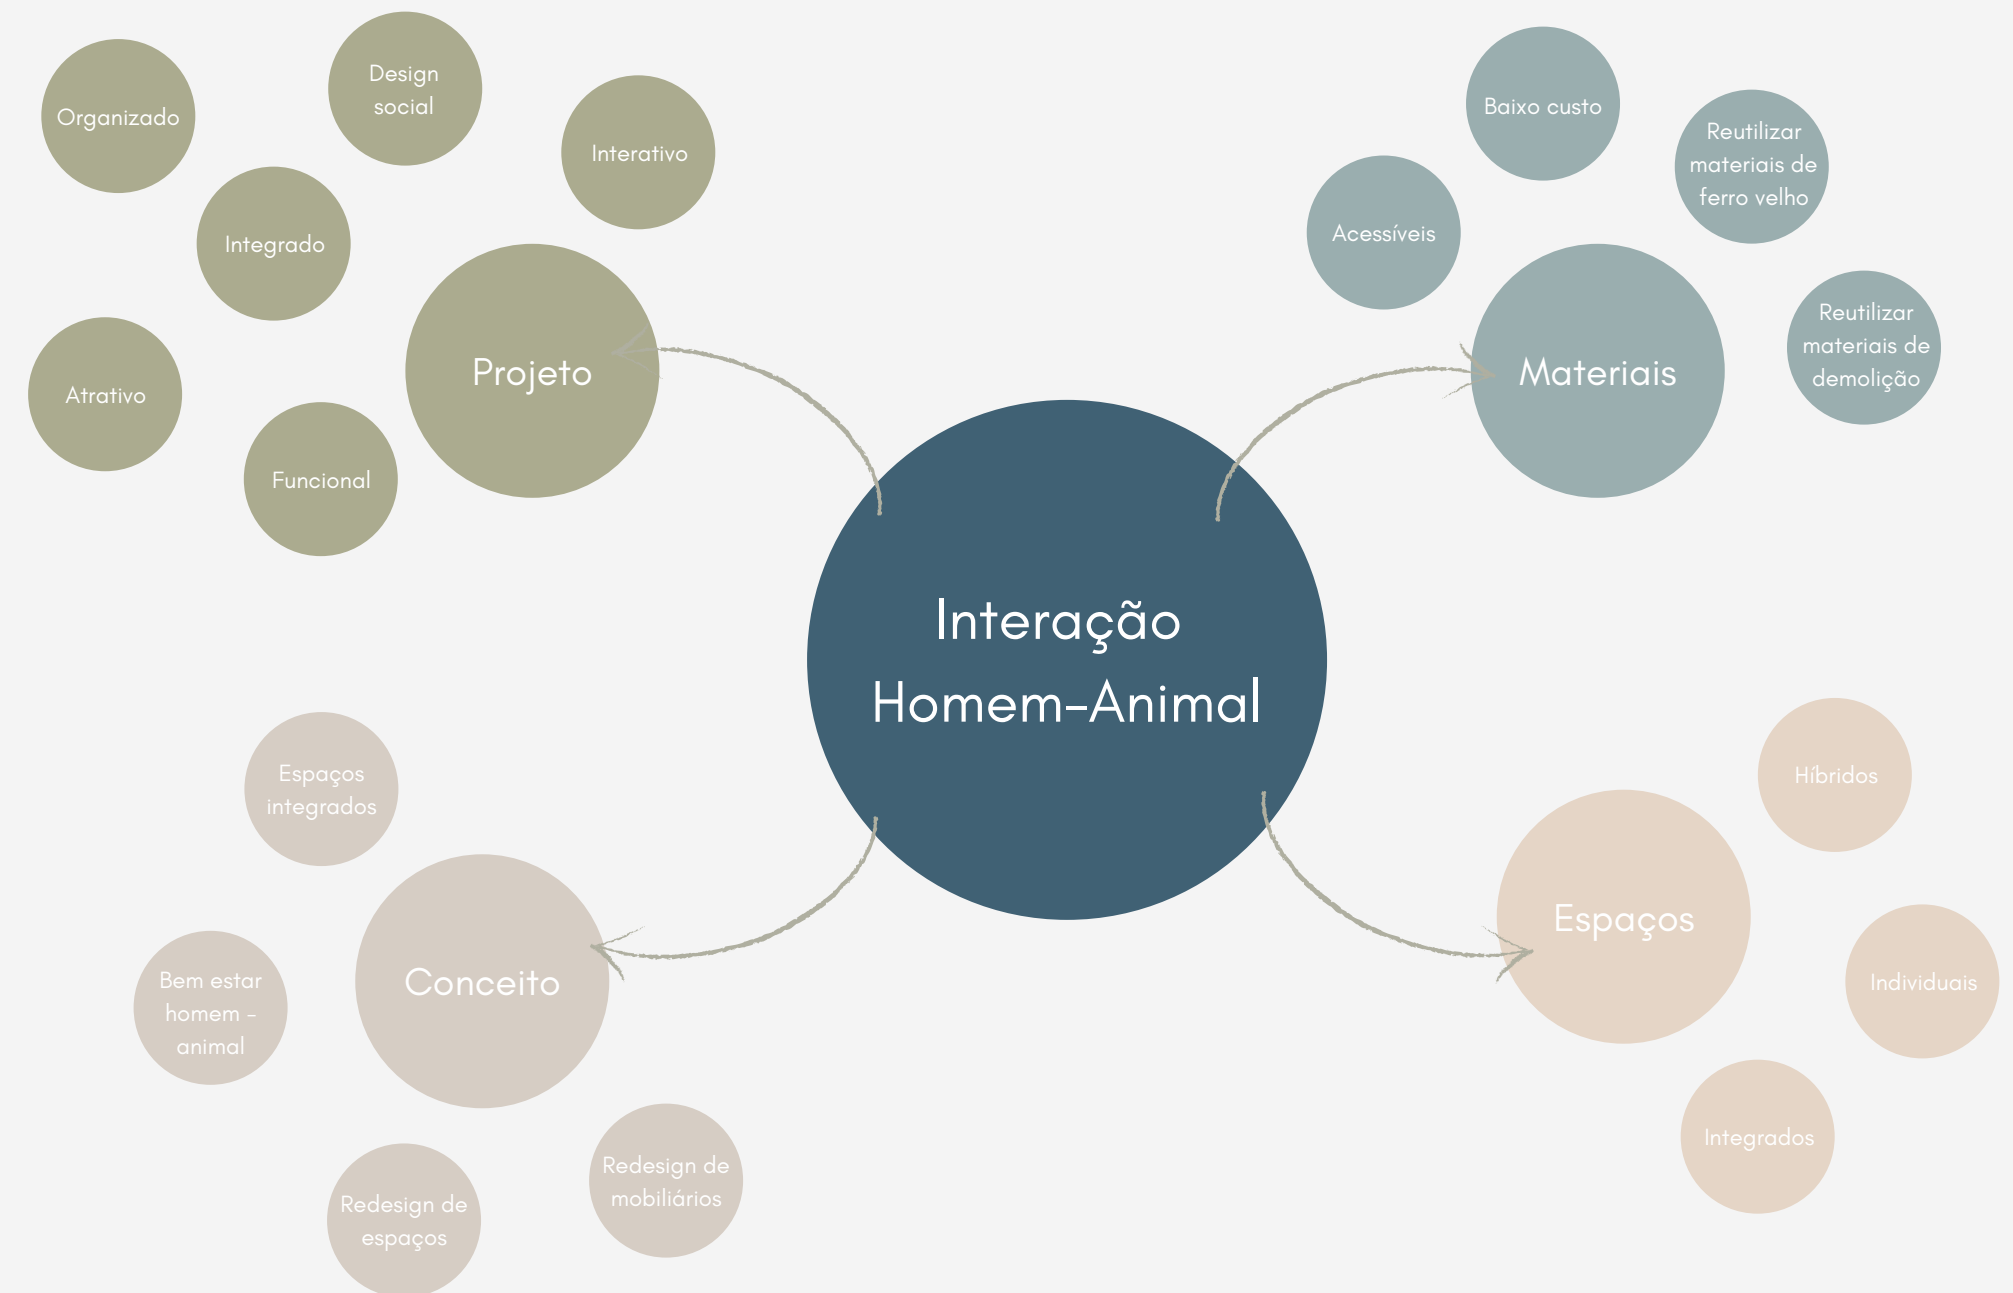 Organizado
Design
social
Interativo
Integrado
Projeto
Atrativo
Funcional
Baixo custo
Reutilizar
materiais de
ferro velho
Acessíveis
Materiais
Reutilizar
materiais de
demolição
Interação
Homem-Animal
Espaços
integrados
Conceito
Bem estar
homem -
animal
Redesign de
espaços
Redesign de
mobiliários
Híbridos
Espaços
Individuais
Integrados